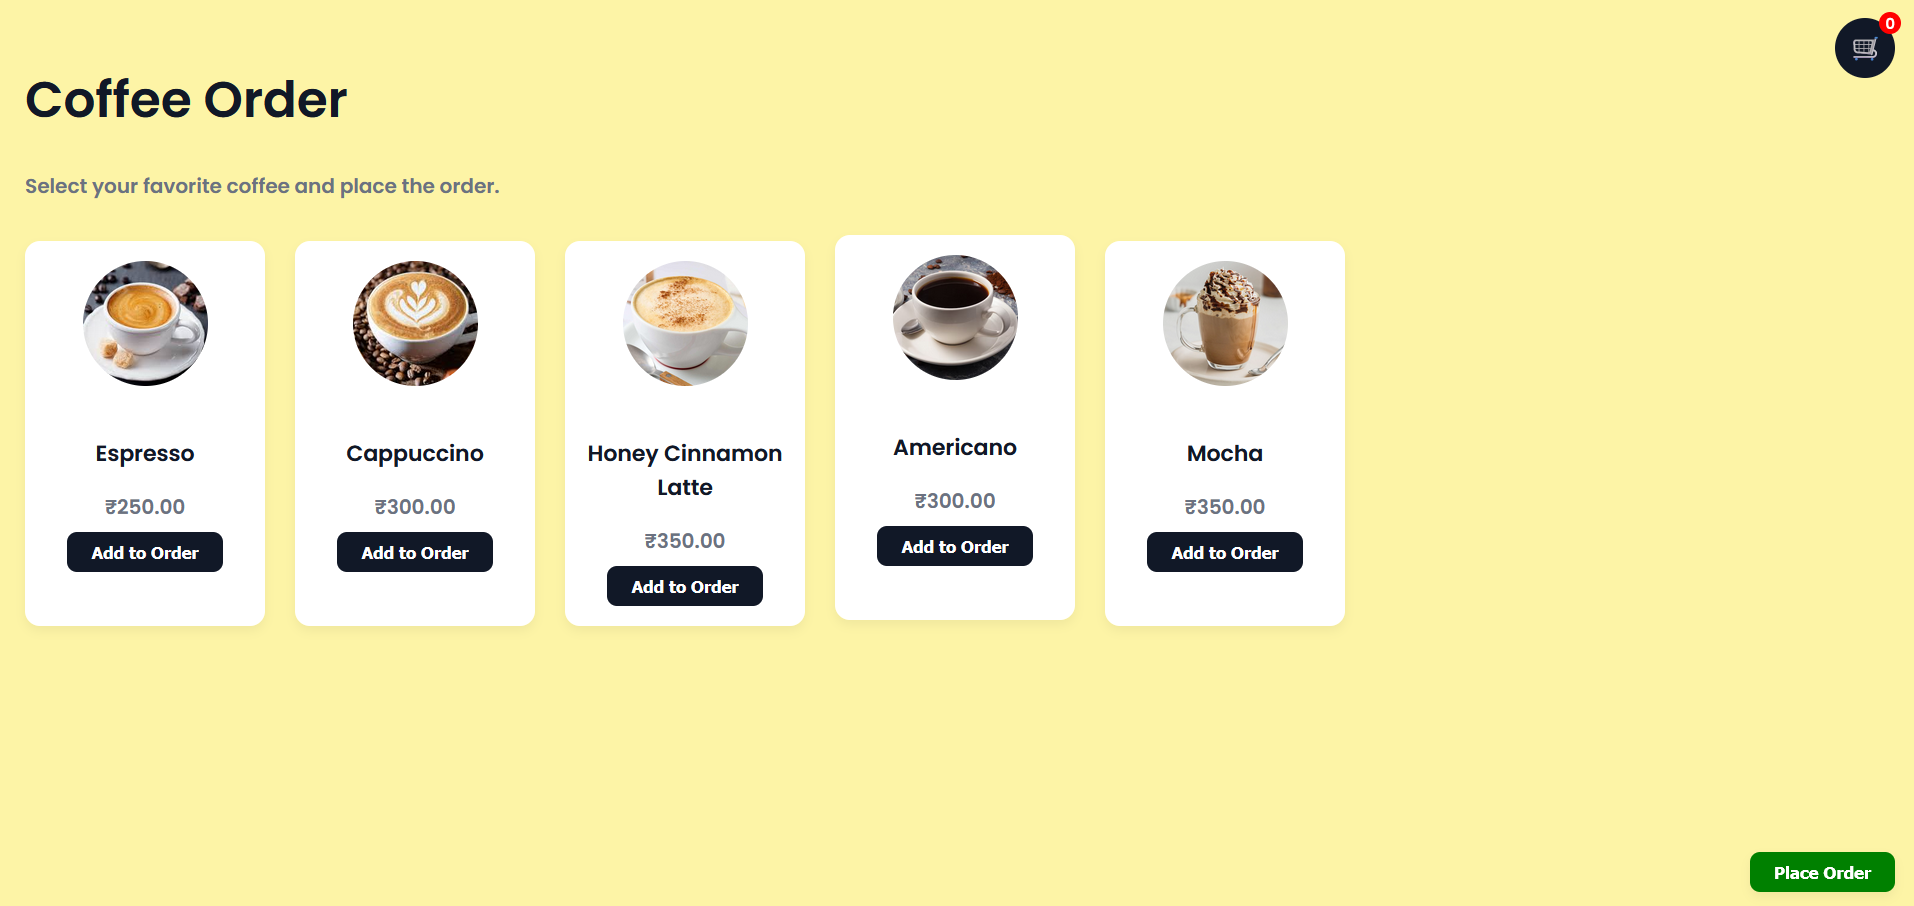 0
Coffee Order
Select your favorite coffee and place the order.
Espresso
₹250.00
Add to Order
Cappuccino
₹300.00
Add to Order
Honey Cinnamon
Latte
₹350.00
Add to Order
Americano
₹300.00
Add to Order
Mocha
₹350.00
Add to Order
Place Order